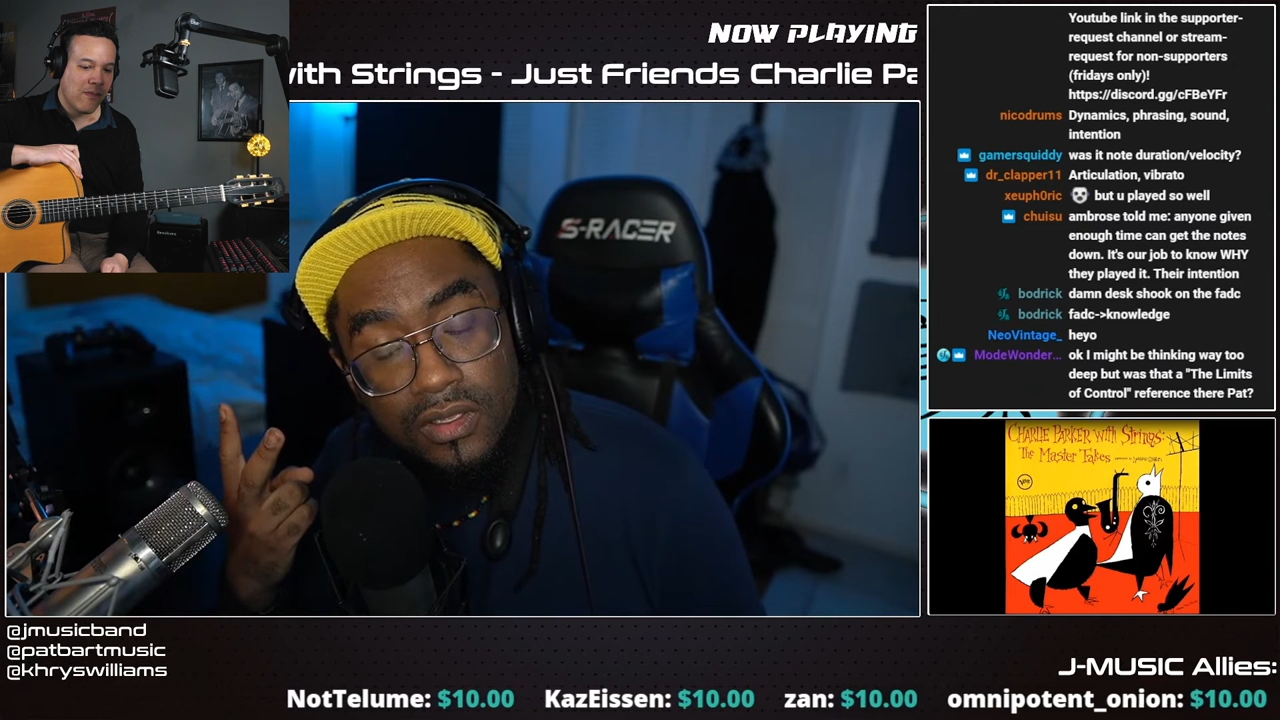 NOW PLAYING
with Strings - Just Friends Charlie Pa
S-RACER
Youtube link in the supporter-
request channel or stream-
request for non-supporters
(fridays only)!
https://discord.gg/cFBeYFr
nicodrums Dynamics, phrasing, sound,
intention
gamersquiddy was it note duration/velocity?
dr_clapper11 Articulation, vibrato
xeuph0ric but u played so well
chuisu ambrose told me: anyone given
enough time can get the notes
down. It's our job to know WHY
they played it. Their intention
bodrick damn desk shook on the fadc
bodrick fadc->knowledge
NeoVintage_ heyo
ModeWonder... ok I might be thinking way too
deep but was that a "The Limits
of Control" reference there Pat?
CHARLIE PARKER WITH STRINGS:
The Master Takes
@jmusicband
@patbartmusic
@khryswilliams
J-MUSIC Allies:
NotTelume: $10.00 KazEissen: $10.00 zan: $10.00 omnipotent_onion: $10.00